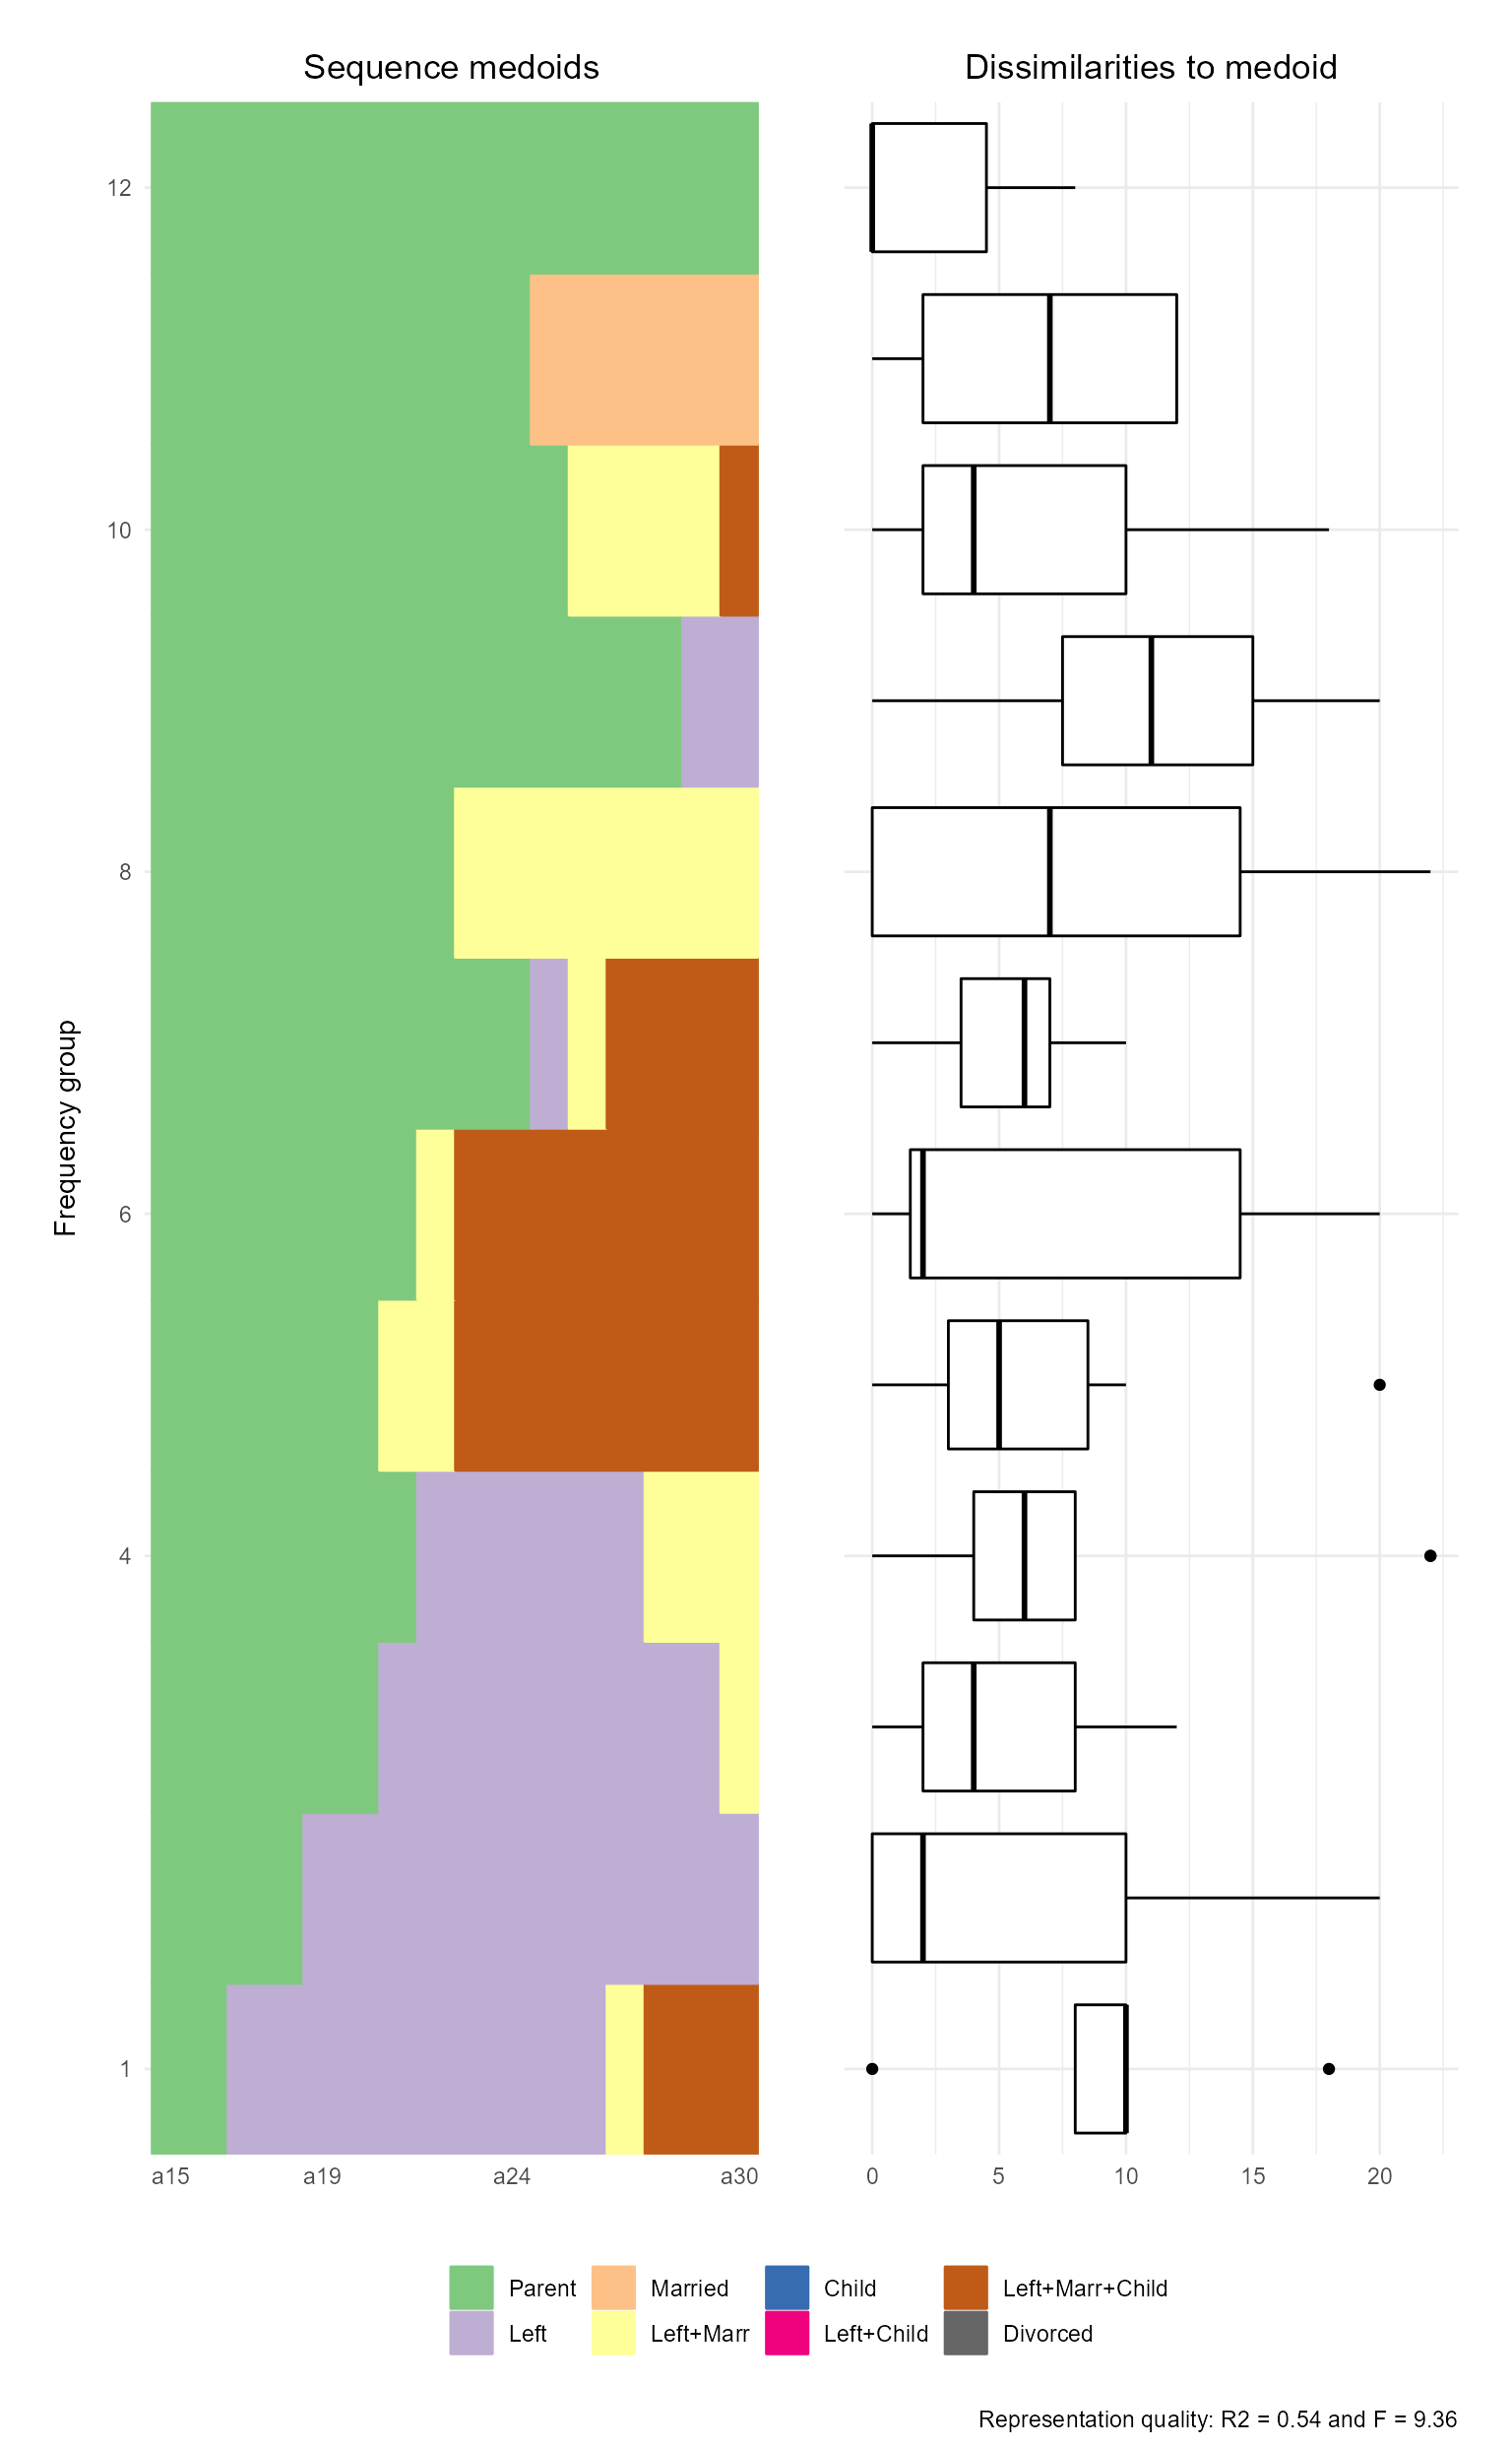 Sequence medoids
Dissimilarities to medoid
Frequency group
12
10
8
6
4
1
a15 a19 a24 a30
0 5 10 15 20
Parent Married Child Left+Marr+Child
Left Left+Marr Left+Child Divorced
Representation quality: R2 = 0.54 and F = 9.36